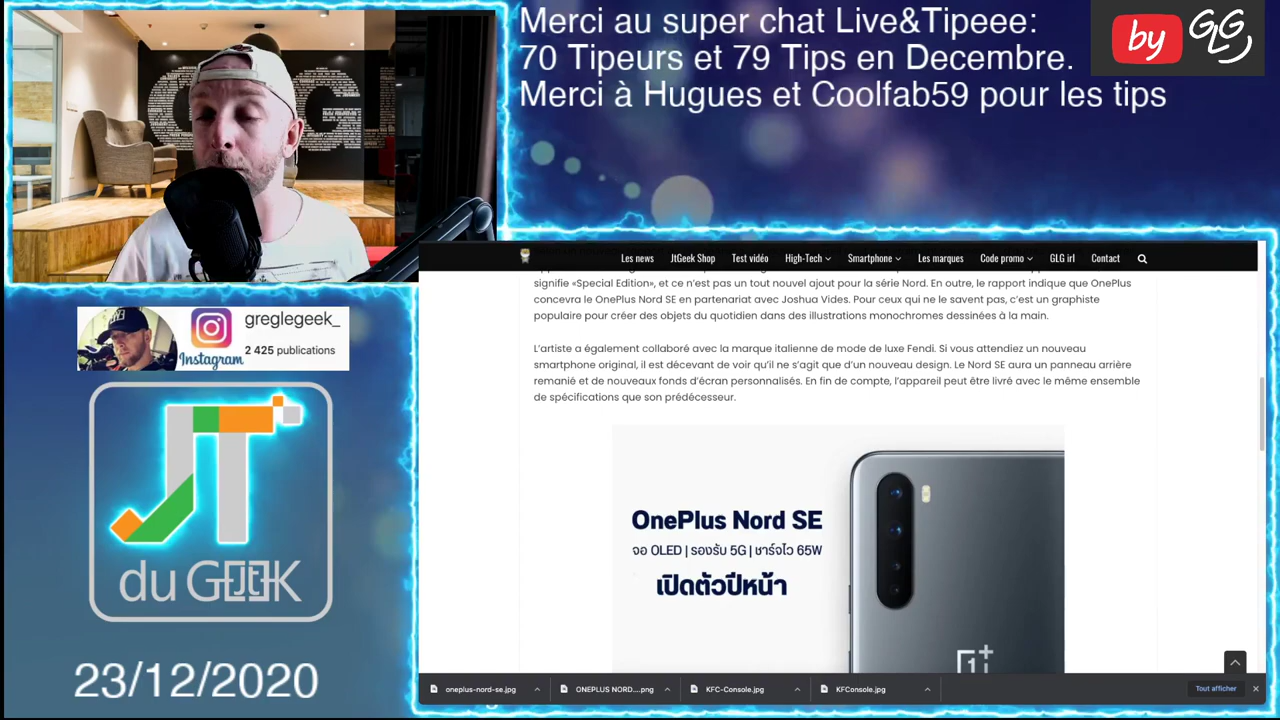 Merci au super chat Live&Tipeee:
70 Tipeurs et 79 Tips en Decembre.
Merci à Hugues et Coolfab59 pour les tips
by GLG
Les news JtGeek Shop Test vidéo High-Tech Smartphone Les marques Code promo GLG irl Contact
signifie «Special Edition», et ce n'est pas un tout nouvel ajout pour la série Nord. En outre, le rapport indique que OnePlus
concevra le OnePlus Nord SE en partenariat avec Joshua Vides. Pour ceux qui ne le savent pas, c'est un graphiste
populaire pour créer des objets du quotidien dans des illustrations monochromes dessinées à la main.
L'artiste a également collaboré avec la marque italienne de mode de luxe Fendi. Si vous attendiez un nouveau
smartphone original, il est décevant de voir qu'il ne s'agit que d'un nouveau design. Le Nord SE aura un panneau arrière
remanié et de nouveaux fonds d'écran personnalisés. En fin de compte, l'appareil peut être livré avec le même ensemble
de spécifications que son prédécesseur.
OnePlus Nord SE
จอ OLED | รองรับ 5G | ชาร์จไว 65W
เปิดตัวปีหน้า
greglegeek_
2 425 publications
Instagram
JT
du GEEK
23/12/2020
oneplus-nord-se.jpg ONEPLUS NORD....png KFC-Console.jpg KFConsole.jpg Tout afficher